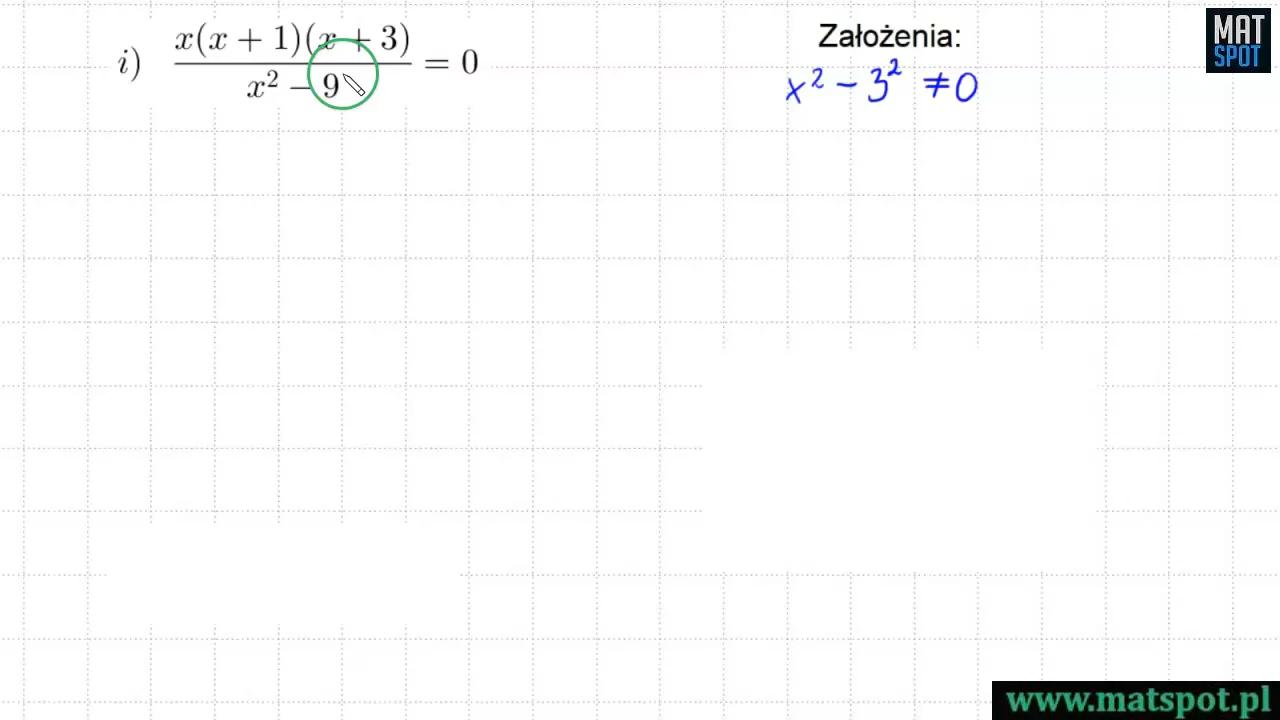 i) x(x + 1)(x + 3) / x² − 9 = 0
Założenia:
x² − 3² ≠ 0
MAT
SPOT
www.matspot.pl